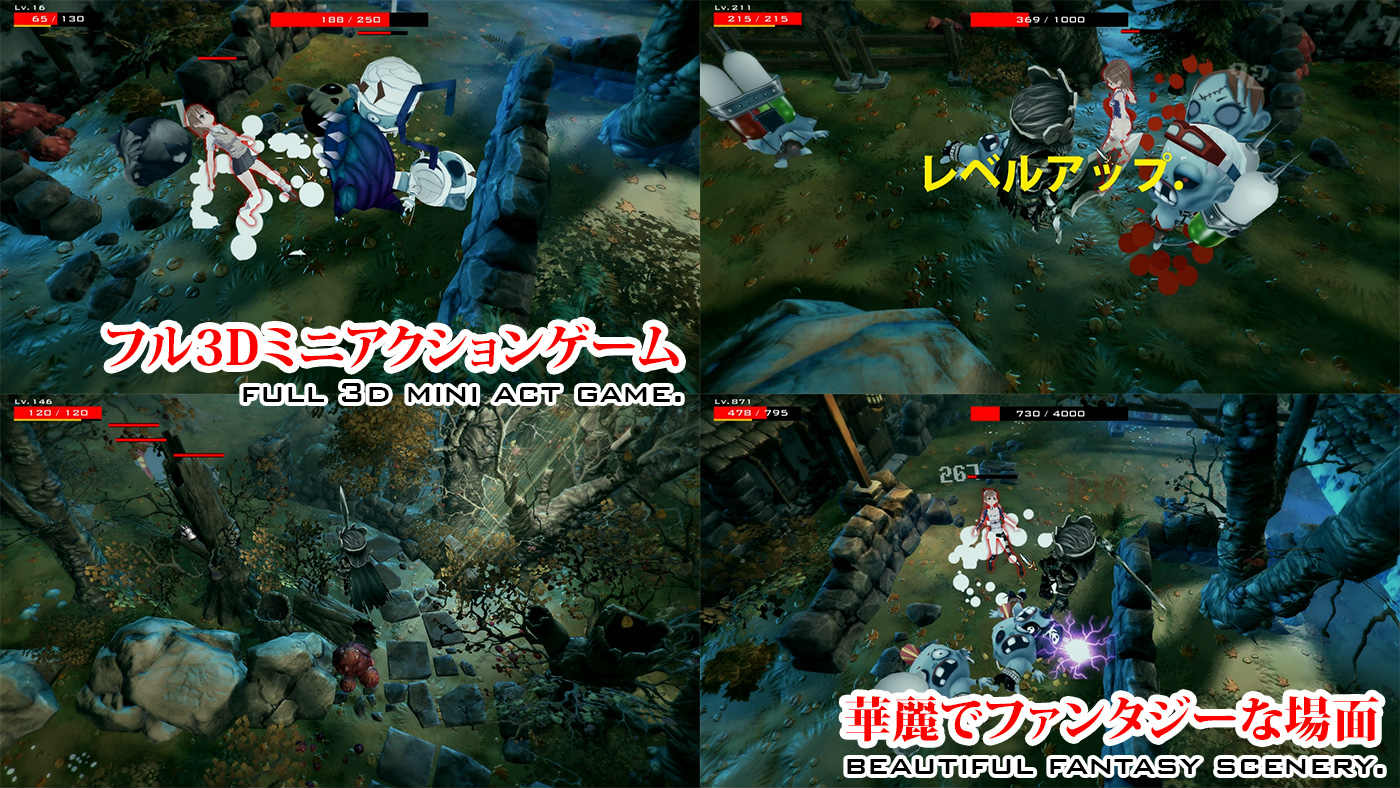 Lv.16
65 / 130
188 / 250
Lv.211
215 / 215
369 / 1000
レベルアップ.
フル3Dミニアクションゲーム
FULL 3D MINI ACT GAME.
Lv.146
120 / 120
Lv.871
478 / 795
730 / 4000
267
華麗でファンタジーな場面
BEAUTIFUL FANTASY SCENERY.